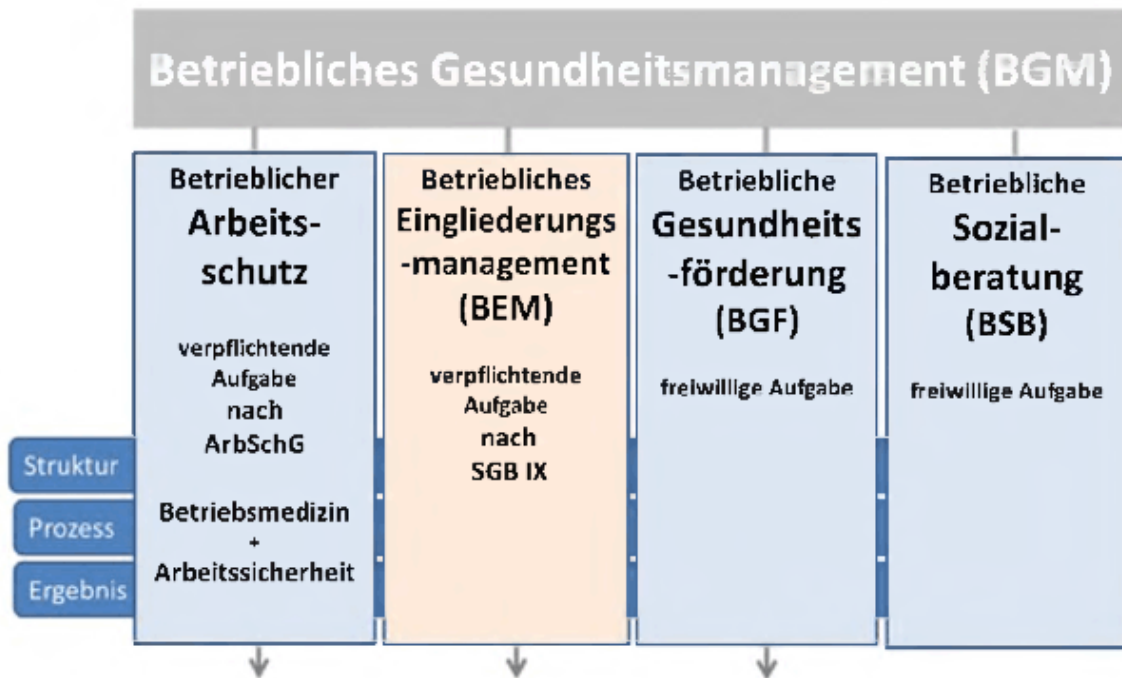 Betriebliches Gesundheitsmanagement (BGM)
Betrieblicher
Arbeits-
schutz
verpflichtende
Aufgabe
nach
ArbSchG
Betriebsmedizin
+
Arbeitssicherheit
Betriebliches
Eingliederungs
-management
(BEM)
verpflichtende
Aufgabe
nach
SGB IX
Betriebliche
Gesundheits
-förderung
(BGF)
freiwillige Aufgabe
Betriebliche
Sozial-
beratung
(BSB)
freiwillige Aufgabe
Struktur
Prozess
Ergebnis